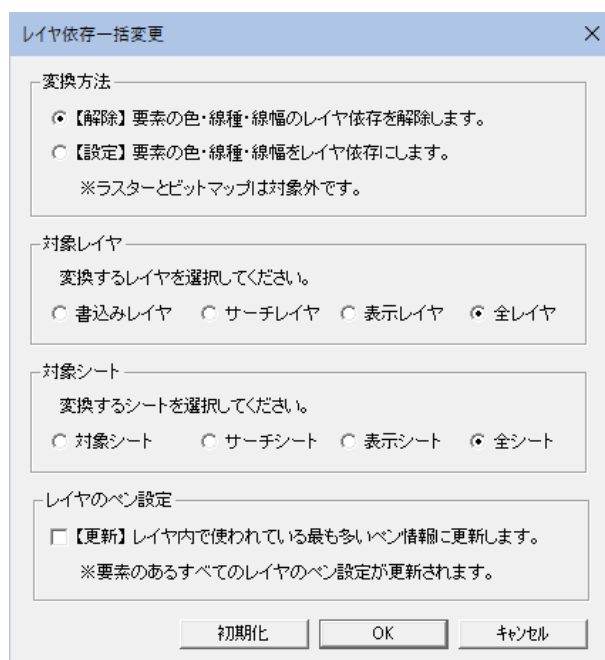 レイヤ依存一括変更
変換方法
【解除】要素の色・線種・線幅のレイヤ依存を解除します。
【設定】要素の色・線種・線幅をレイヤ依存にします。
※ラスターとビットマップは対象外です。
対象レイヤ
変換するレイヤを選択してください。
書込みレイヤ サーチレイヤ 表示レイヤ 全レイヤ
対象シート
変換するシートを選択してください。
対象シート サーチシート 表示シート 全シート
レイヤのペン設定
【更新】レイヤ内で使われている最も多いペン情報に更新します。
※要素のあるすべてのレイヤのペン設定が更新されます。
初期化 OK キャンセル